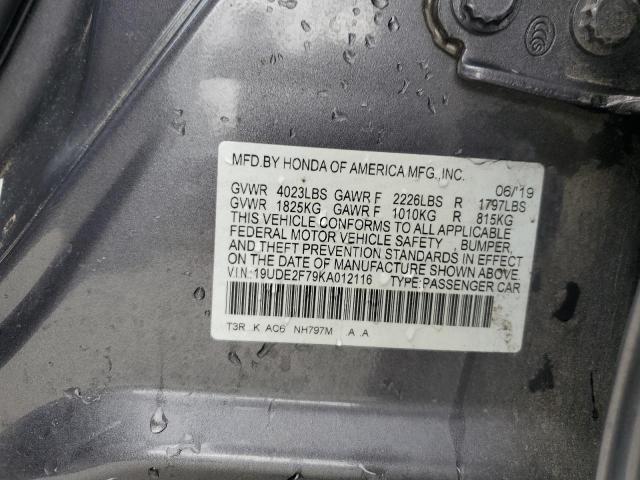 MFD.BY HONDA OF AMERICA MFG.,INC. 06/'19
GVWR 4023LBS GAWR F 2226LBS R 1797LBS
GVWR 1825KG GAWR F 1010KG R 815KG
THIS VEHICLE CONFORMS TO ALL APPLICABLE
FEDERAL MOTOR VEHICLE SAFETY . BUMPER,
AND THEFT PREVENTION STANDARDS IN EFFECT
ON THE DATE OF MANUFACTURE SHOWN ABOVE.
VIN:19UDE2F79KA012116 TYPE:PASSENGER CAR
T3R .K AC6 NH797M .A .A